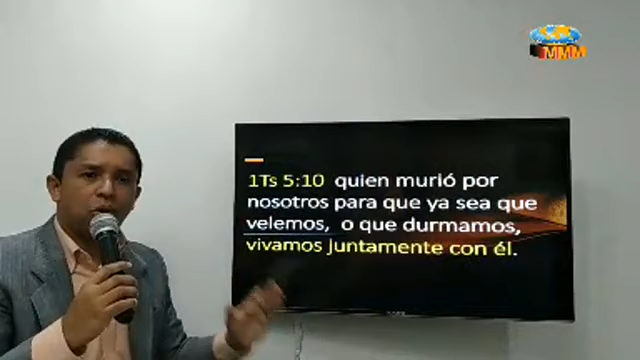 MMM
1Ts 5:10 quien murió por
nosotros para que ya sea que
velemos, o que durmamos,
vivamos juntamente con él.